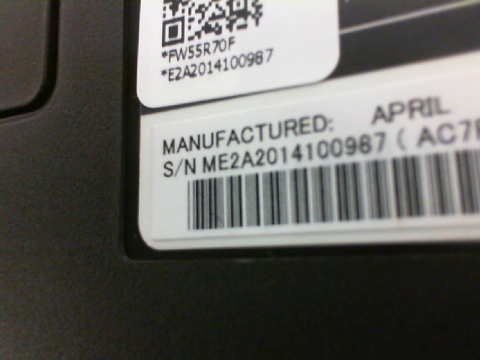 *FW55R70F
*E2A2014100987
MANUFACTURED: APRIL
S/N ME2A2014100987 ( AC7